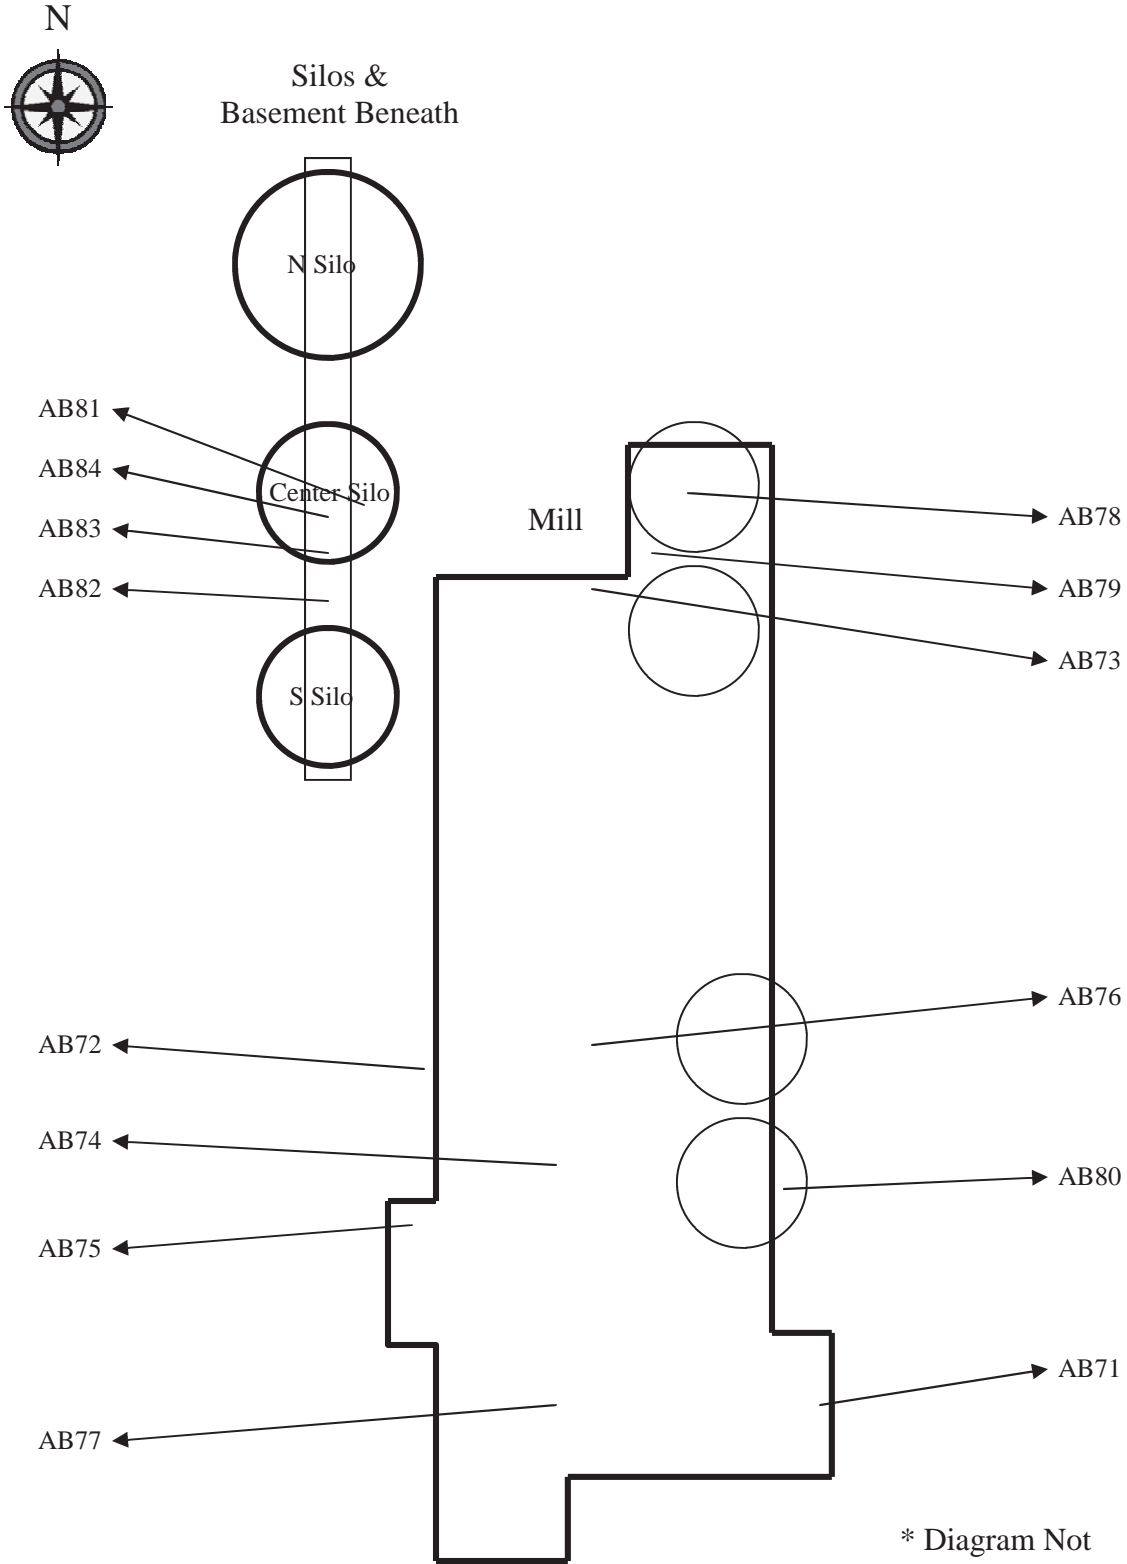 N
Silos &
Basement Beneath
N Silo
AB81
AB84
Center Silo
AB83
AB82
S Silo
Mill
AB78
AB79
AB73
AB76
AB72
AB74
AB80
AB75
AB71
AB77
* Diagram Not